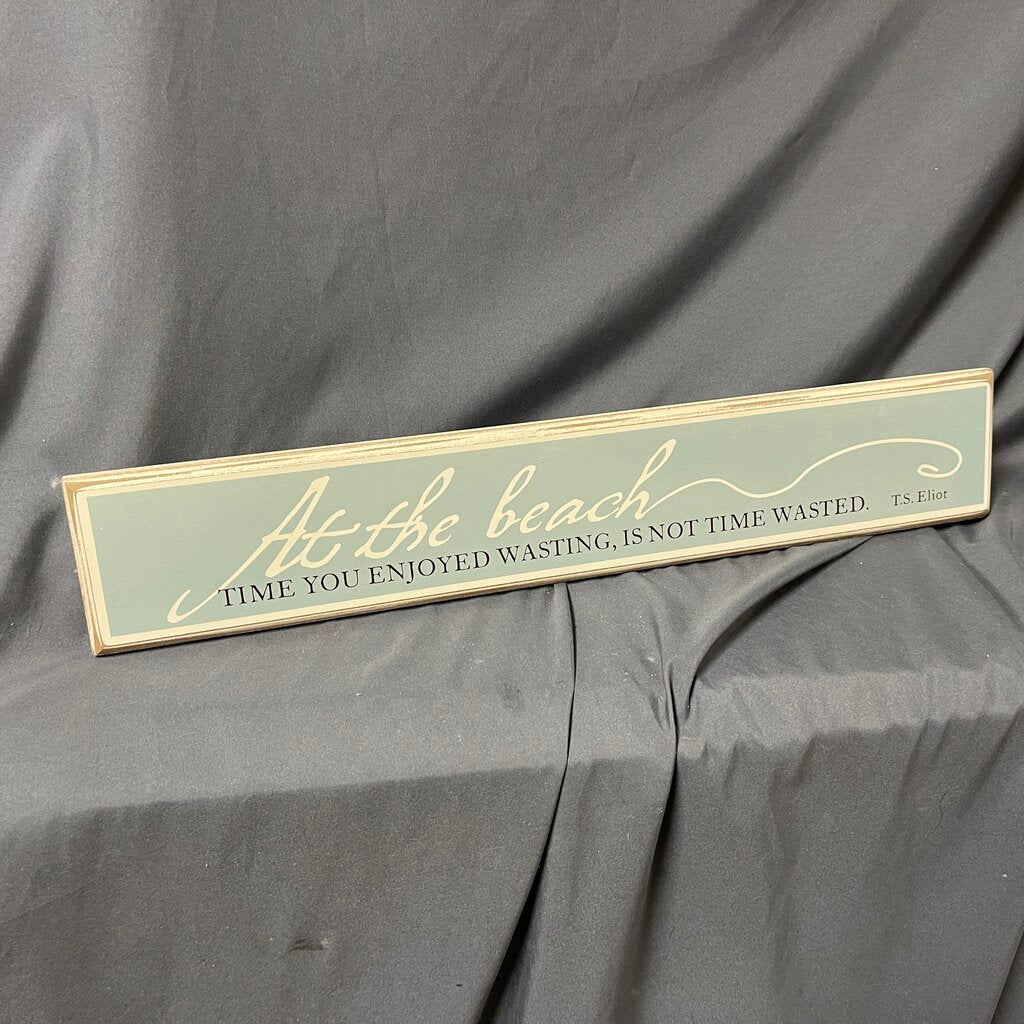 At the beach
TIME YOU ENJOYED WASTING, IS NOT TIME WASTED. T.S. Eliot